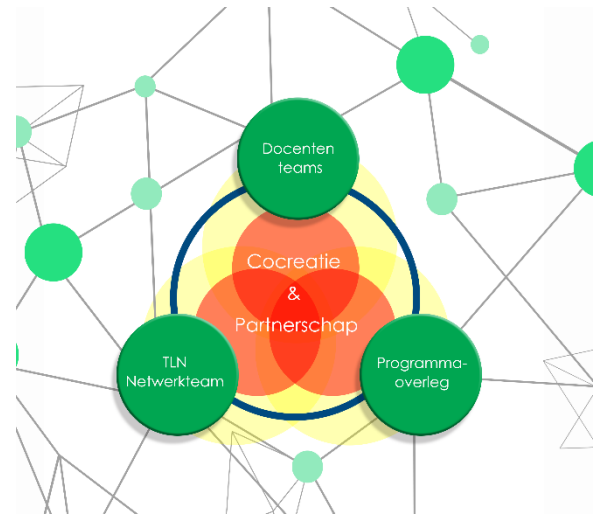 Docenten
teams
Cocreatie
&
Partnerschap
TLN
Netwerkteam
Programma-
overleg